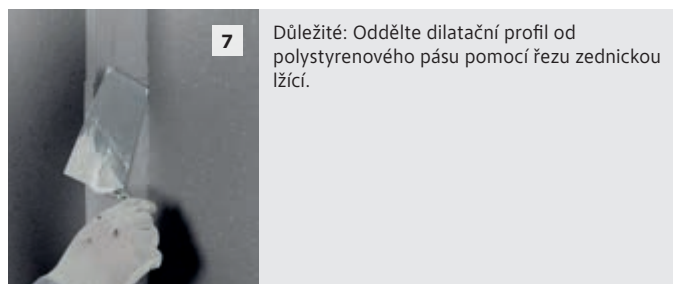 7
Důležité: Oddělte dilatační profil od
polystyrenového pásu pomocí řezu zednickou
lžící.